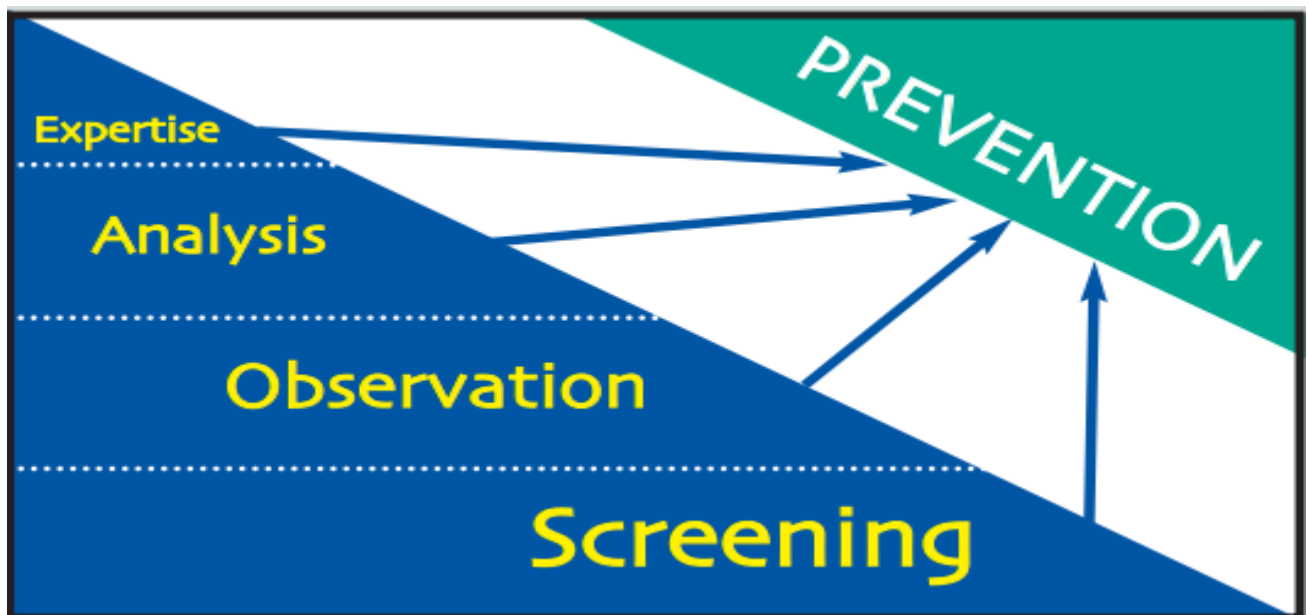 PREVENTION
Expertise
Analysis
Observation
Screening